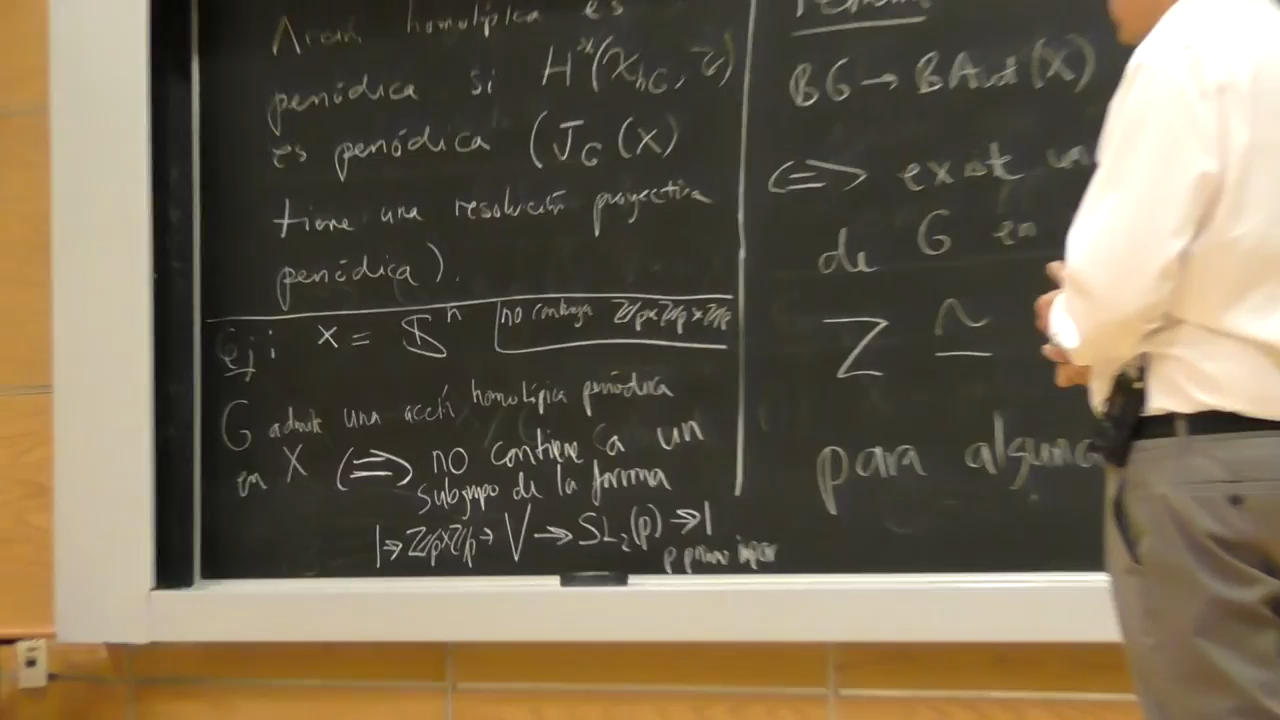 homotópica es
periódica si H*(X_hG, Z)
es periódica (J_G(X)
tiene una resolución proyectiva
periódica).
Ej: X = S^n no contenga Z/p×Z/p×Z/p
G admite una acción homotópica periódica
en X ⟺ no contiene a un
subgrupo de la forma
1→Z/p×Z/p→V→SL₂(p)→1
p primo impar
BG → BAut(X)
⟺ existe una
de G en
Z ≃
para alguna